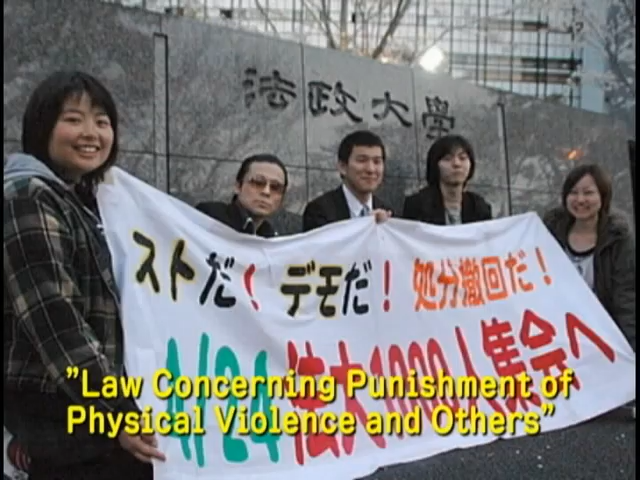 法政大學
ストだ! デモだ! 処分撤回だ!
4/24 法大1000人集会へ
"Law Concerning Punishment of
Physical Violence and Others"